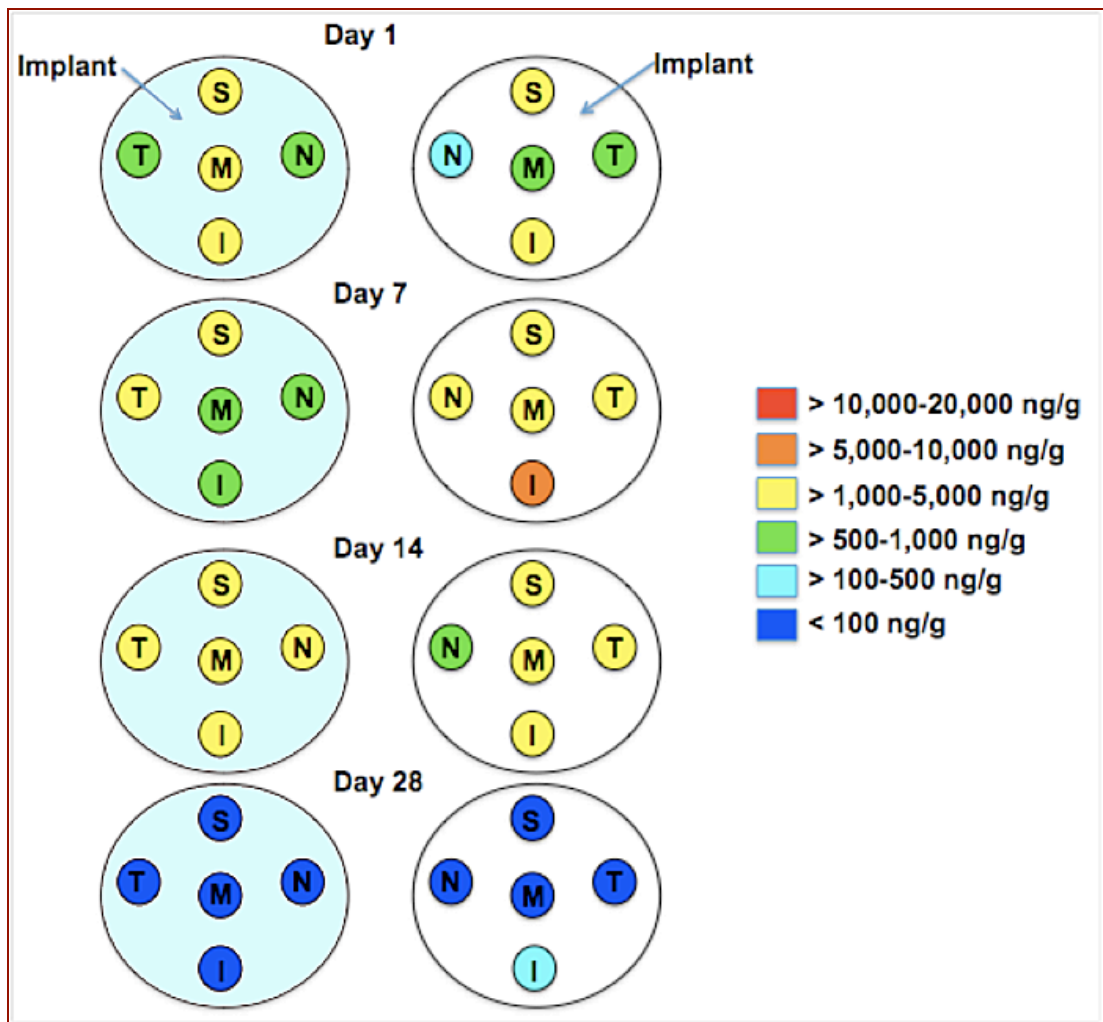 Day 1
Implant
Implant
S
S
T
M
N
N
M
T
I
I
Day 7
S
S
T
M
N
N
M
T
I
I
> 10,000-20,000 ng/g
> 5,000-10,000 ng/g
> 1,000-5,000 ng/g
> 500-1,000 ng/g
> 100-500 ng/g
< 100 ng/g
Day 14
S
S
T
M
N
N
M
T
I
I
Day 28
S
S
T
M
N
N
M
T
I
I